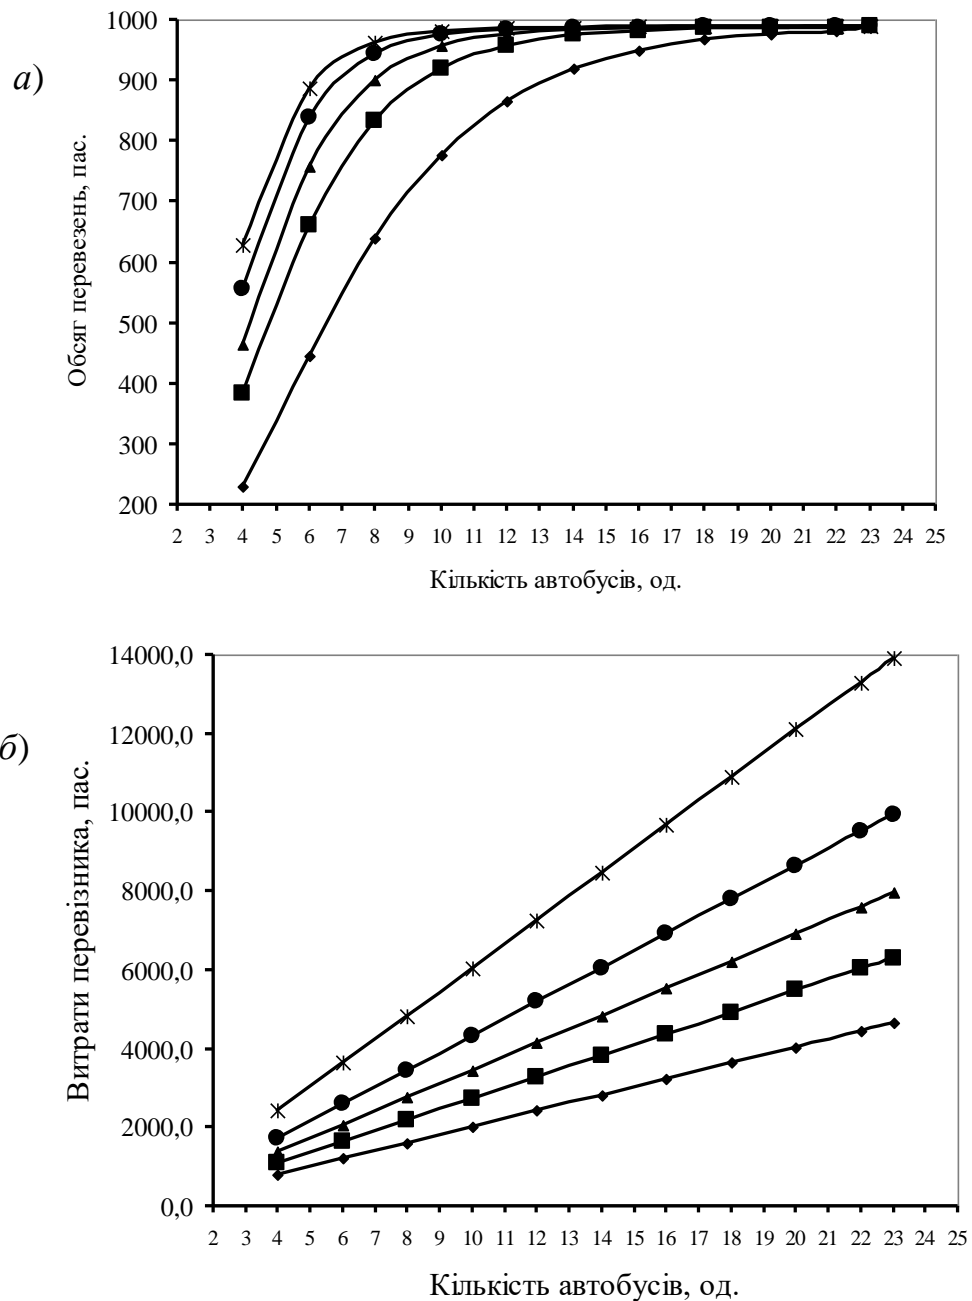 а)
Обсяг перевезень, пас.
1000
900
800
700
600
500
400
300
200
2 3 4 5 6 7 8 9 10 11 12 13 14 15 16 17 18 19 20 21 22 23 24 25
Кількість автобусів, од.
б)
Витрати перевізника, пас.
14000,0
12000,0
10000,0
8000,0
6000,0
4000,0
2000,0
0,0
2 3 4 5 6 7 8 9 10 11 12 13 14 15 16 17 18 19 20 21 22 23 24 25
Кількість автобусів, од.